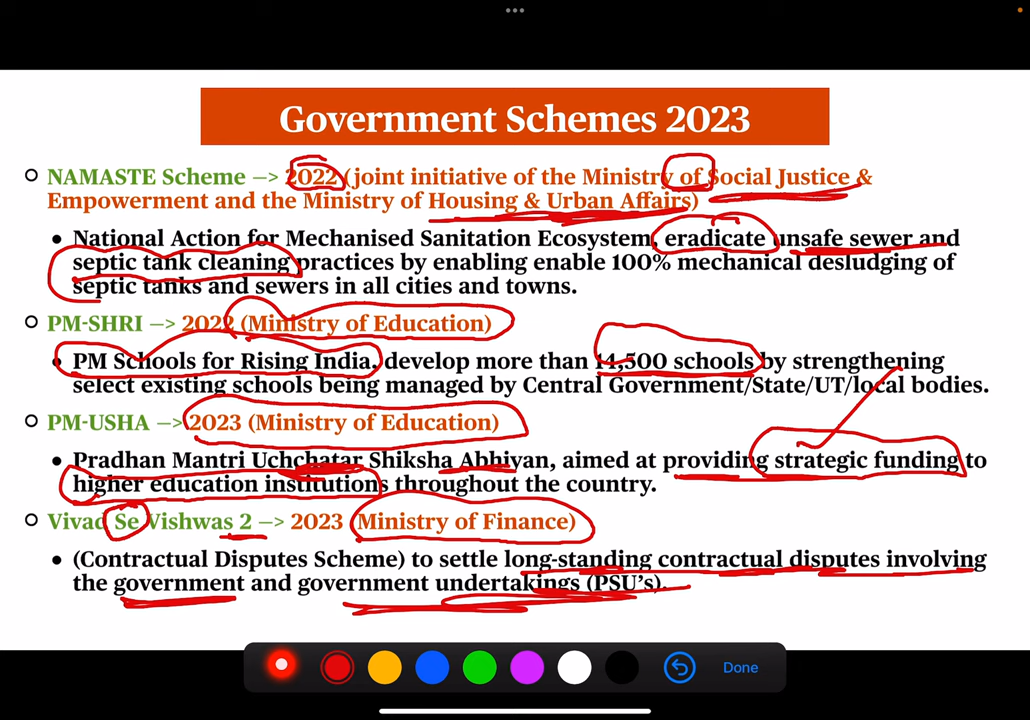 Government Schemes 2023
NAMASTE Scheme —> 2022 (joint initiative of the Ministry of Social Justice &
Empowerment and the Ministry of Housing & Urban Affairs)
• National Action for Mechanised Sanitation Ecosystem, eradicate unsafe sewer and
septic tank cleaning practices by enabling enable 100% mechanical desludging of
septic tanks and sewers in all cities and towns.
PM-SHRI —> 2022 (Ministry of Education)
• PM Schools for Rising India, develop more than 14,500 schools by strengthening
select existing schools being managed by Central Government/State/UT/local bodies.
PM-USHA —> 2023 (Ministry of Education)
• Pradhan Mantri Uchchatar Shiksha Abhiyan, aimed at providing strategic funding to
higher education institutions throughout the country.
Vivad Se Vishwas 2 —> 2023 (Ministry of Finance)
• (Contractual Disputes Scheme) to settle long-standing contractual disputes involving
the government and government undertakings (PSU's).
Done